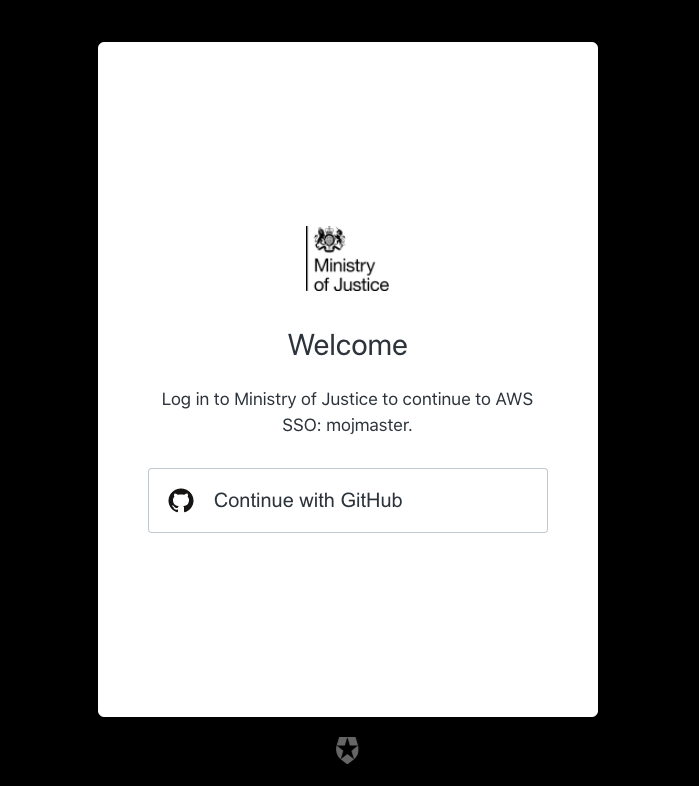 Ministry
of Justice
Welcome
Log in to Ministry of Justice to continue to AWS
SSO: mojmaster.
Continue with GitHub